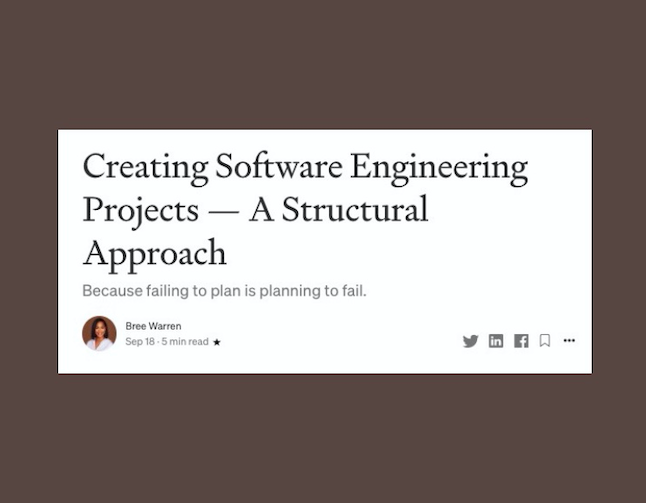 Creating Software Engineering
Projects — A Structural
Approach
Because failing to plan is planning to fail.
Bree Warren
Sep 18 · 5 min read ★